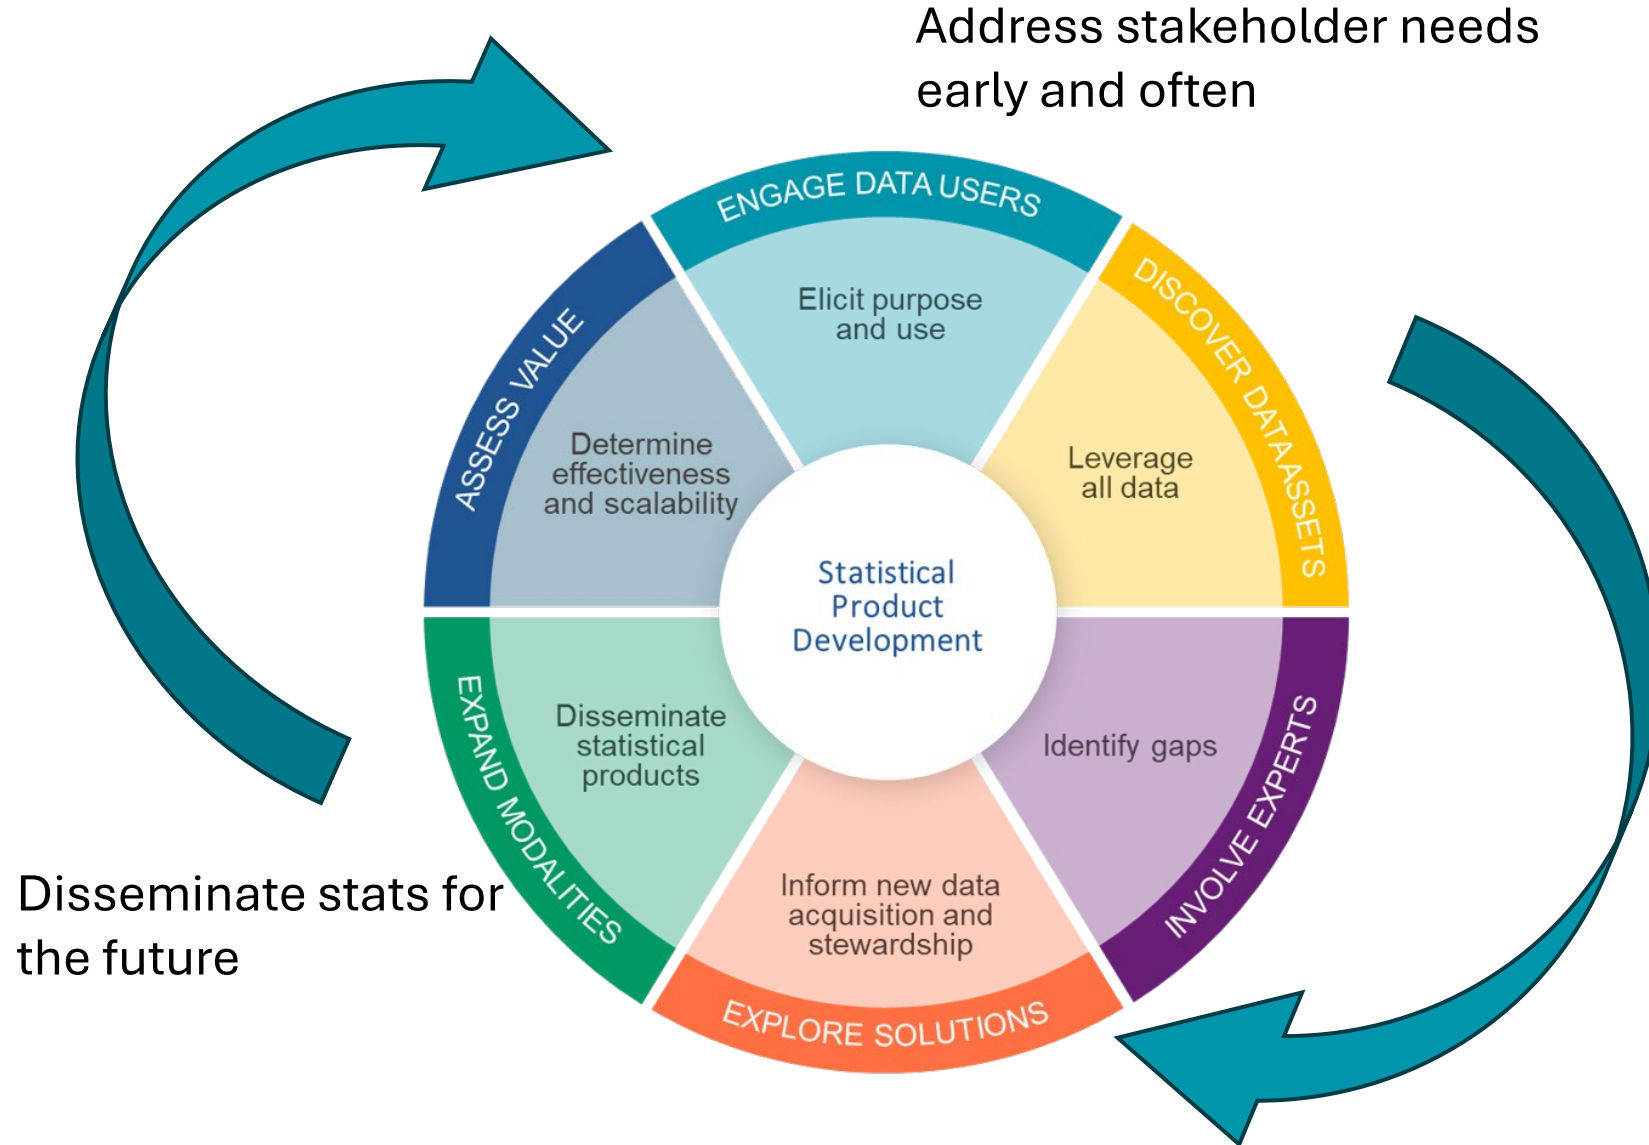 Address stakeholder needs
early and often
ENGAGE DATA USERS
Elicit purpose
and use
DISCOVER DATA ASSETS
Leverage
all data
INVOLVE EXPERTS
Identify gaps
EXPLORE SOLUTIONS
Inform new data
acquisition and
stewardship
EXPAND MODALITIES
Disseminate
statistical
products
ASSESS VALUE
Determine
effectiveness
and scalability
Statistical
Product
Development
Disseminate stats for
the future